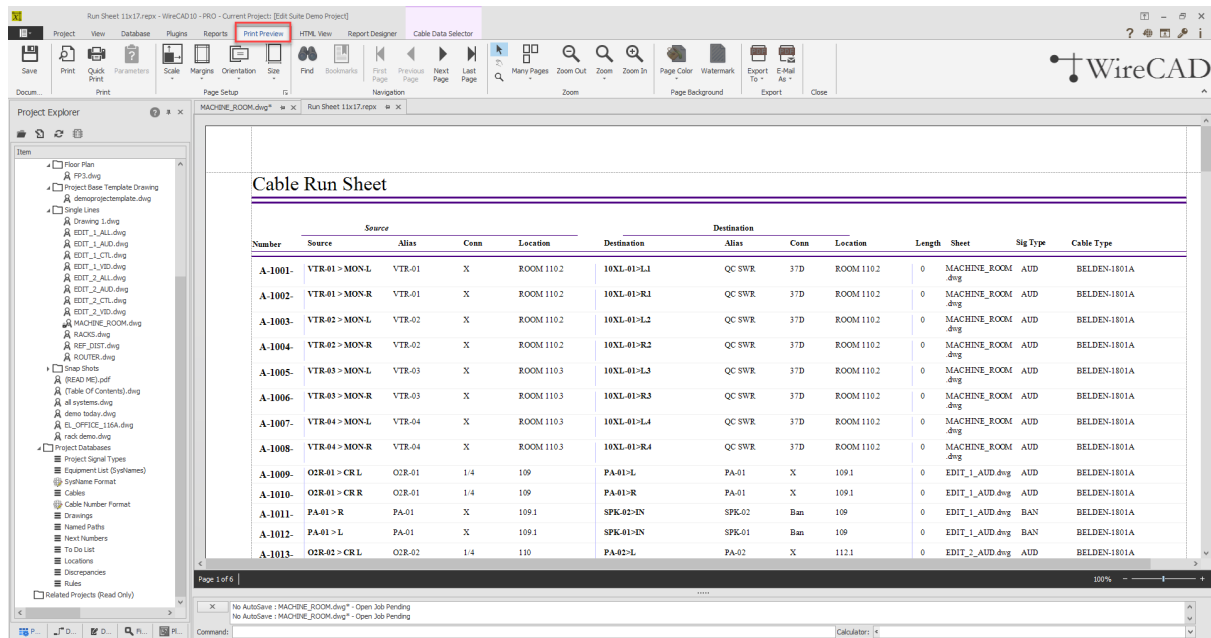 Run Sheet 11x17.repx - WireCAD10 - PRO - Current Project: [Edit Suite Demo Project]
Project View Database Plugins Reports Print Preview HTML View Report Designer Cable Data Selector
Save Print Quick Print Parameters Scale Margins Orientation Size Find Bookmarks First Page Previous Page Next Page Last Page Many Pages Zoom Out Zoom Zoom In Page Color Watermark Export To E-Mail As
Docum... Print Page Setup Navigation Zoom Page Background Export Close
WireCAD
Project Explorer
MACHINE_ROOM.dwg* Run Sheet 11x17.repx
Item
Floor Plan
FP3.dwg
Project Base Template Drawing
demoprojectemplate.dwg
Single Lines
Drawing 1.dwg
EDIT_1_ALL.dwg
EDIT_1_AUD.dwg
EDIT_1_CTL.dwg
EDIT_1_VID.dwg
EDIT_2_ALL.dwg
EDIT_2_AUD.dwg
EDIT_2_CTL.dwg
EDIT_2_VID.dwg
MACHINE_ROOM.dwg
RACKS.dwg
REF_DIST.dwg
ROUTER.dwg
Snap Shots
(READ ME).pdf
(Table Of Contents).dwg
all systems.dwg
demo today.dwg
EL_OFFICE_116A.dwg
rack demo.dwg
Project Databases
Project Signal Types
Equipment List (SysNames)
SysName Format
Cables
Cable Number Format
Drawings
Named Paths
Next Numbers
To Do List
Locations
Discrepancies
Rules
Related Projects (Read Only)
P... D... D... Fi... Pl...
Cable Run Sheet
Source Destination
Number Source Alias Conn Location Destination Alias Conn Location Length Sheet Sig Type Cable Type
A-1001- VTR-01 > MON-L VTR-01 X ROOM 110.2 10XL-01>L.1 QC SWR 37D ROOM 110.2 0 MACHINE_ROOM AUD BELDEN-1801A
.dwg
A-1002- VTR-01 > MON-R VTR-01 X ROOM 110.2 10XL-01>R.1 QC SWR 37D ROOM 110.2 0 MACHINE_ROOM AUD BELDEN-1801A
.dwg
A-1003- VTR-02 > MON-L VTR-02 X ROOM 110.2 10XL-01>L.2 QC SWR 37D ROOM 110.2 0 MACHINE_ROOM AUD BELDEN-1801A
.dwg
A-1004- VTR-02 > MON-R VTR-02 X ROOM 110.2 10XL-01>R.2 QC SWR 37D ROOM 110.2 0 MACHINE_ROOM AUD BELDEN-1801A
.dwg
A-1005- VTR-03 > MON-L VTR-03 X ROOM 110.3 10XL-01>L.3 QC SWR 37D ROOM 110.2 0 MACHINE_ROOM AUD BELDEN-1801A
.dwg
A-1006- VTR-03 > MON-R VTR-03 X ROOM 110.3 10XL-01>R.3 QC SWR 37D ROOM 110.2 0 MACHINE_ROOM AUD BELDEN-1801A
.dwg
A-1007- VTR-04 > MON-L VTR-04 X ROOM 110.3 10XL-01>L.4 QC SWR 37D ROOM 110.2 0 MACHINE_ROOM AUD BELDEN-1801A
.dwg
A-1008- VTR-04 > MON-R VTR-04 X ROOM 110.3 10XL-01>R.4 QC SWR 37D ROOM 110.2 0 MACHINE_ROOM AUD BELDEN-1801A
.dwg
A-1009- O2R-01 > CR L O2R-01 1/4 109 PA-01>L PA-01 X 109.1 0 EDIT_1_AUD.dwg AUD BELDEN-1801A
A-1010- O2R-01 > CR R O2R-01 1/4 109 PA-01>R PA-01 X 109.1 0 EDIT_1_AUD.dwg AUD BELDEN-1801A
A-1011- PA-01 > R PA-01 X 109.1 SPK-02>IN SPK-02 Ban 109 0 EDIT_1_AUD.dwg BAN BELDEN-1801A
A-1012- PA-01 > L PA-01 X 109.1 SPK-01>IN SPK-01 Ban 109 0 EDIT_1_AUD.dwg BAN BELDEN-1801A
A-1013- O2R-02 > CR L O2R-02 1/4 110 PA-02>L PA-02 X 112.1 0 EDIT_2_AUD.dwg AUD BELDEN-1801A
Page 1 of 6 100%
No AutoSave : MACHINE_ROOM.dwg* - Open Job Pending
No AutoSave : MACHINE_ROOM.dwg* - Open Job Pending
Command: Calculator: <